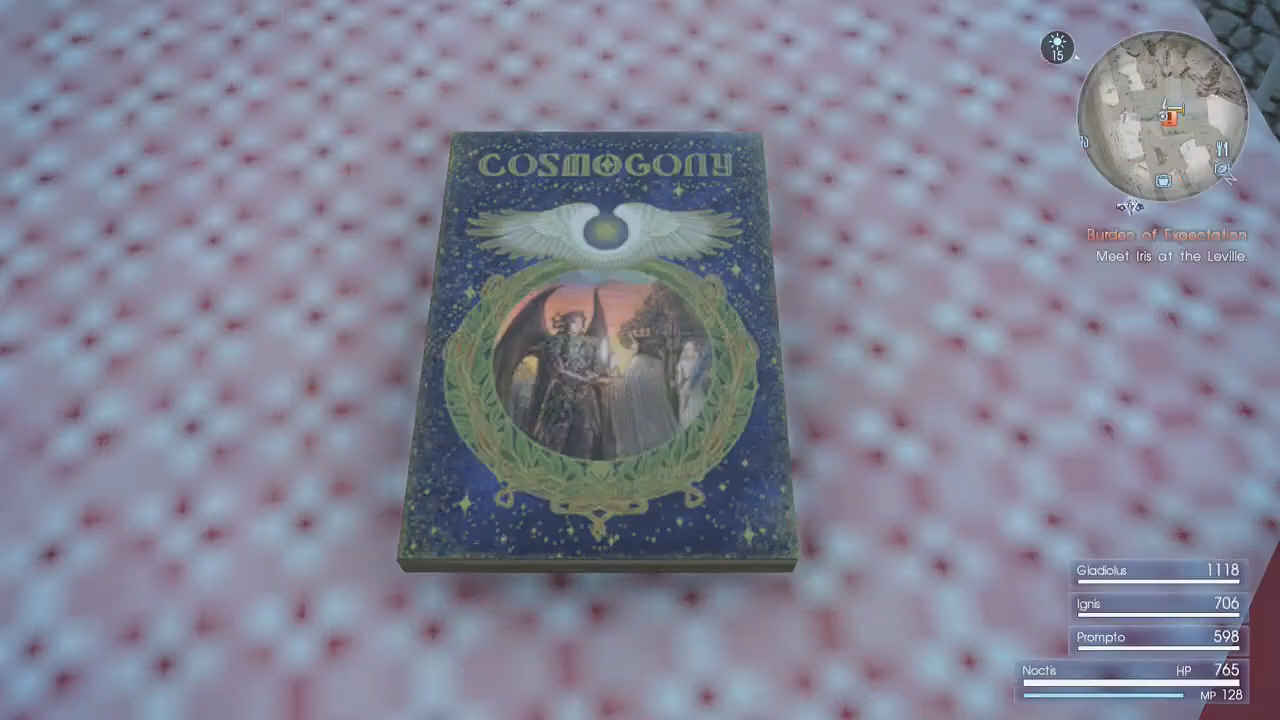 COSMOGONY
15
N
Burden of Expectation
Meet Iris at the Leville.
Gladiolus 1118
Ignis 706
Prompto 598
Noctis HP 765
MP 128